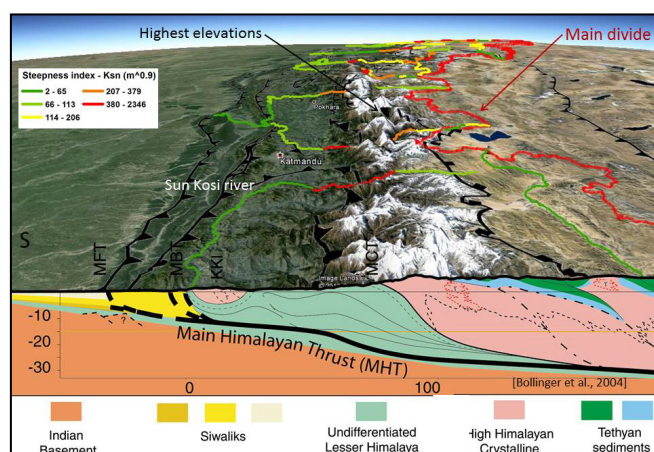 Highest elevations
Main divide
Steepness index - Ksn (m^0.9)
2 - 65
207 - 379
66 - 113
380 - 2346
114 - 206
Pokhara
Katmandu
Sun Kosi river
S
MFT
MBT
MCT
Image Lands
-10
?
-20
-30
Main Himalayan Thrust (MHT)
0
100
[Bollinger et al., 2004]
Indian
Basement
Siwaliks
Undifferentiated
Lesser Himalaya
High Himalayan
Crystalline
Tethyan
sediments